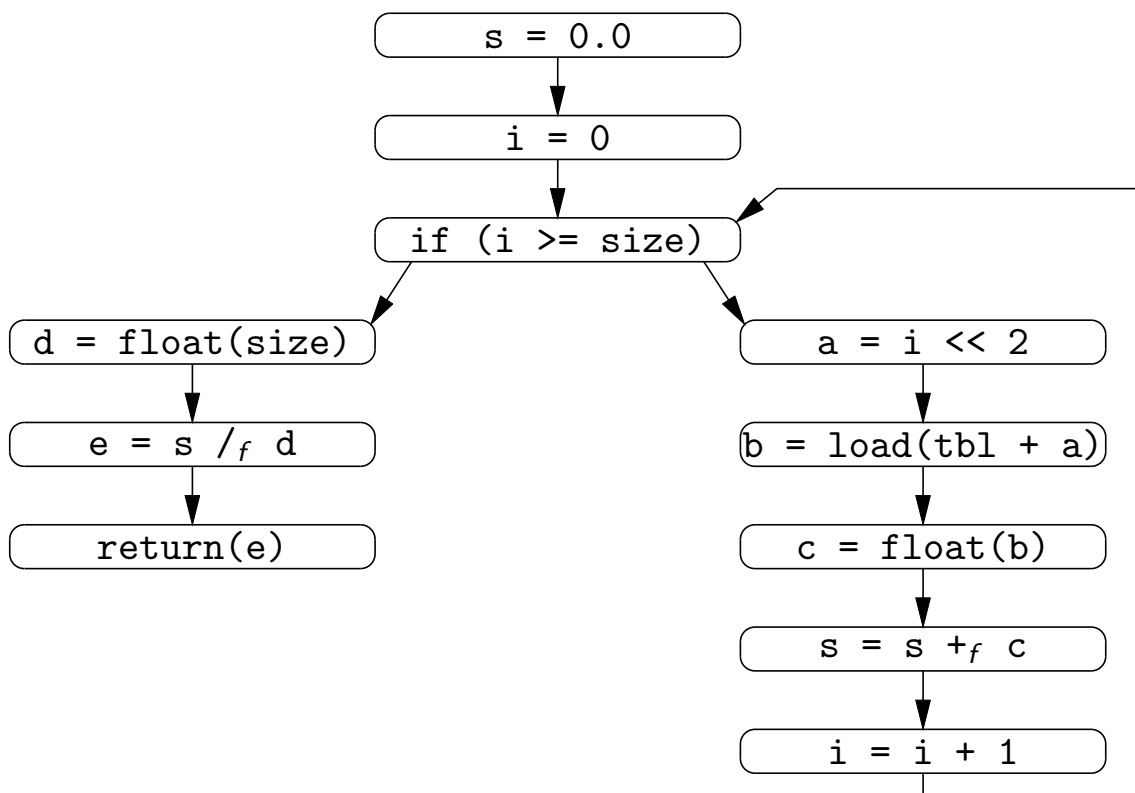 s = 0.0
i = 0
if (i >= size)
d = float(size)
e = s /f d
return(e)
a = i << 2
b = load(tbl + a)
c = float(b)
s = s +f c
i = i + 1